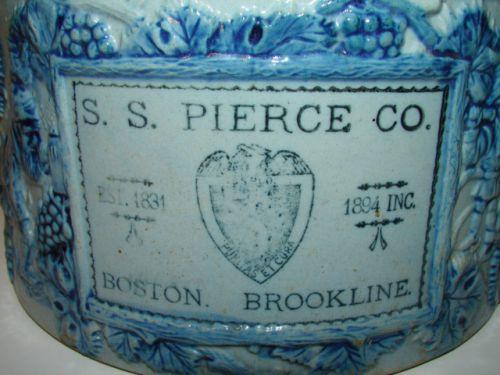 S. S. PIERCE CO.
EST. 1831
1894 INC.
BOSTON. BROOKLINE.